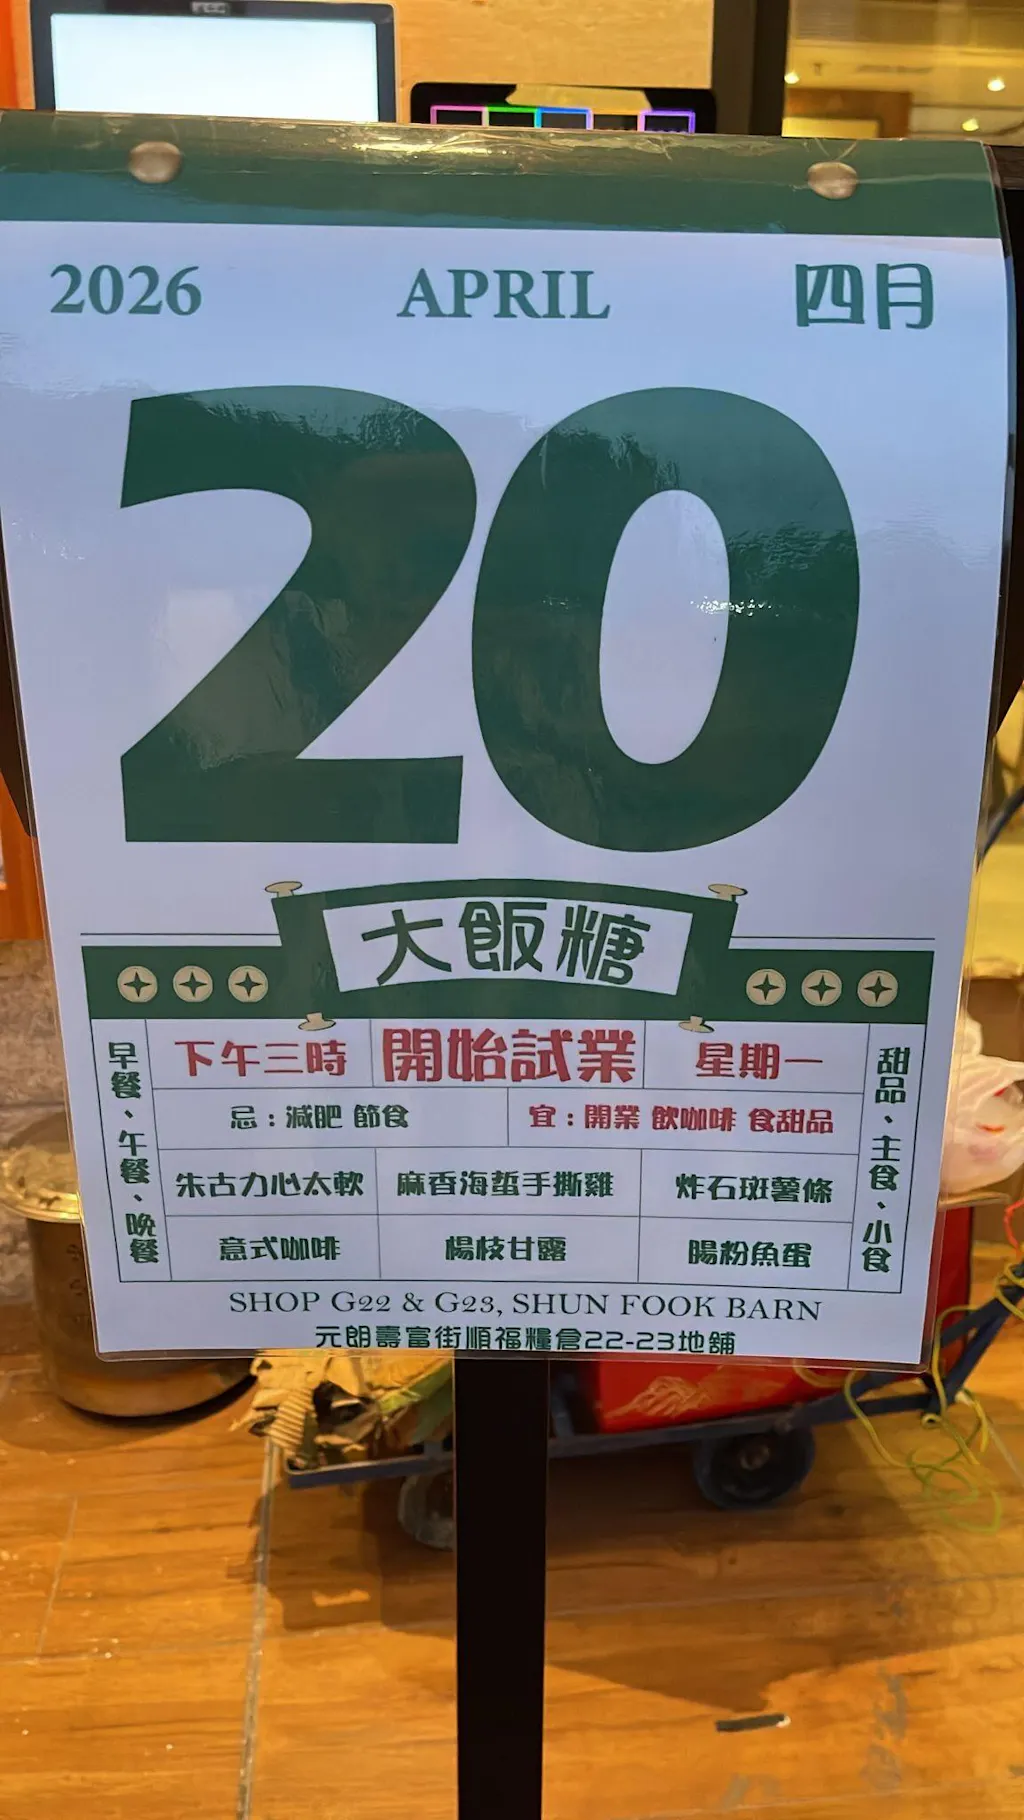 2026 APRIL 四月
20
大飯糖
早餐、午餐、晚餐
下午三時 開始試業 星期一
忌:減肥 節食 宜:開業 飲咖啡 食甜品
朱古力心太軟 麻香海蜇手撕雞 炸石斑薯條
意式咖啡 楊枝甘露 腸粉魚蛋
甜品、主食、小食
SHOP G22 & G23, SHUN FOOK BARN
元朗壽富街順福糧倉22-23地舖